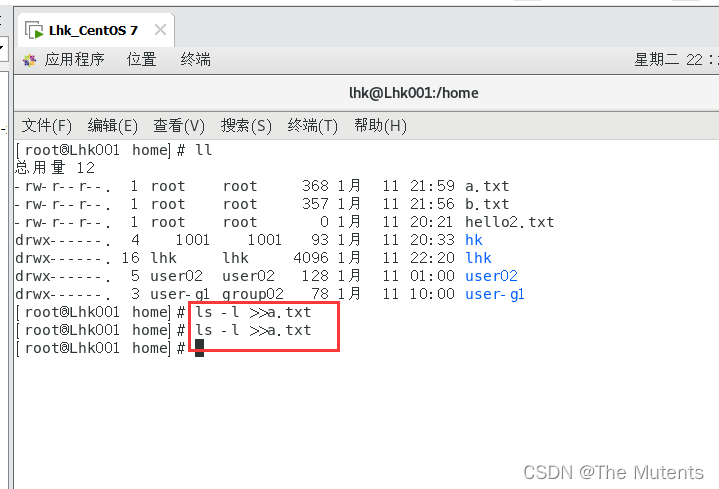 Lhk_CentOS 7
应用程序 位置 终端 星期二 22:
lhk@Lhk001:/home
文件(F) 编辑(E) 查看(V) 搜索(S) 终端(T) 帮助(H)
[root@Lhk001 home]# ll
总用量 12
-rw-r--r--. 1 root root 368 1月 11 21:59 a.txt
-rw-r--r--. 1 root root 357 1月 11 21:56 b.txt
-rw-r--r--. 1 root root 0 1月 11 20:21 hello2.txt
drwx------. 4 1001 1001 93 1月 11 20:33 hk
drwx------. 16 lhk lhk 4096 1月 11 22:20 lhk
drwx------. 5 user02 user02 128 1月 11 01:00 user02
drwx------. 3 user-g1 group02 78 1月 11 10:00 user-g1
[root@Lhk001 home]# ls -l >>a.txt
[root@Lhk001 home]# ls -l >>a.txt
[root@Lhk001 home]#
CSDN @The Mutents